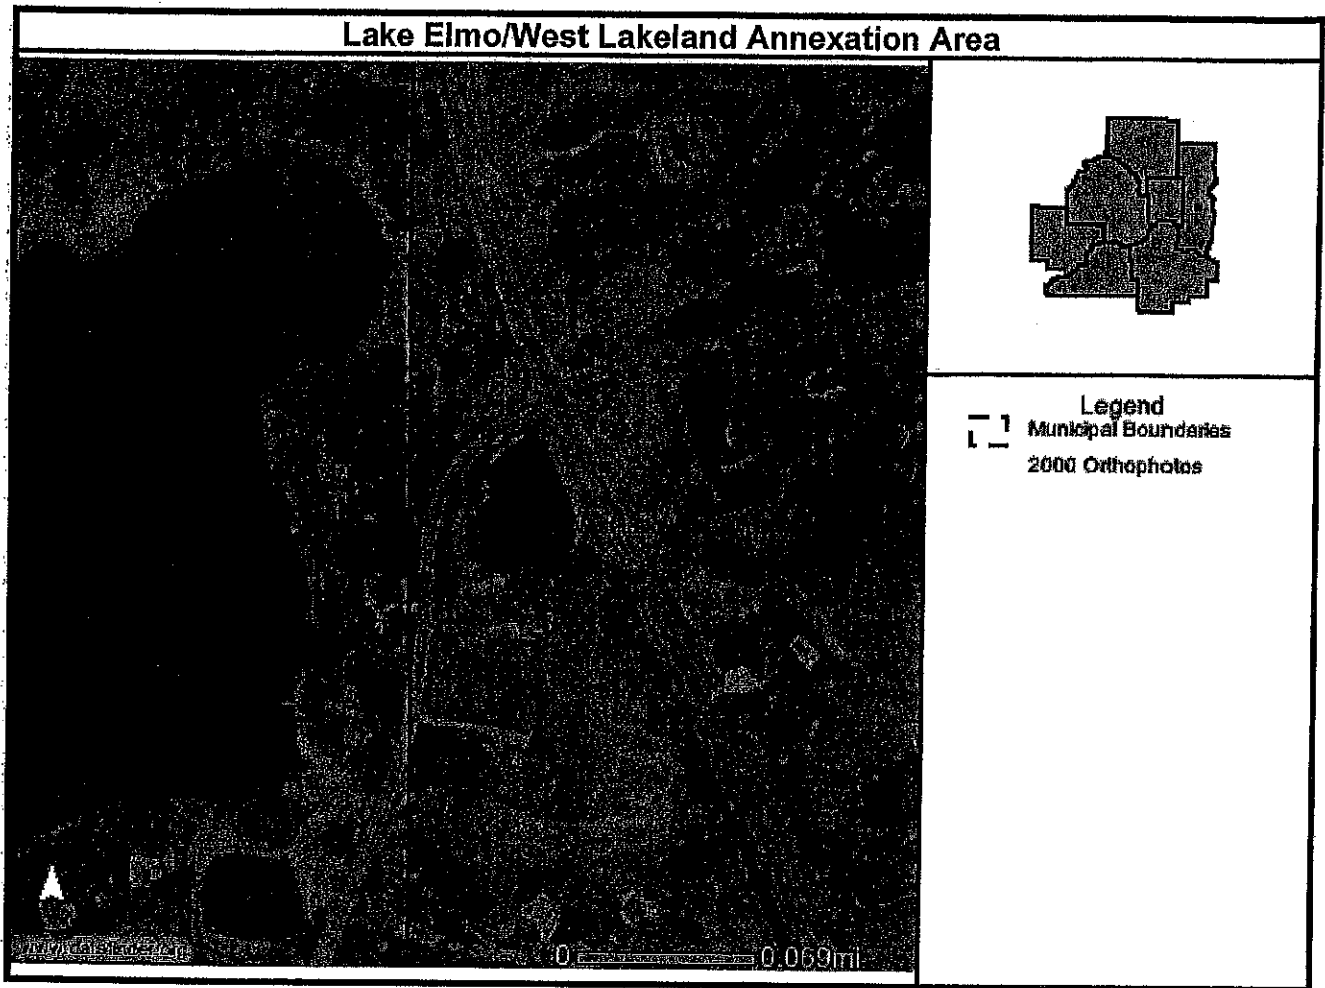 Lake Elmo/West Lakeland Annexation Area
Legend
Municipal Boundaries
2000 Orthophotos
0 0.069mi